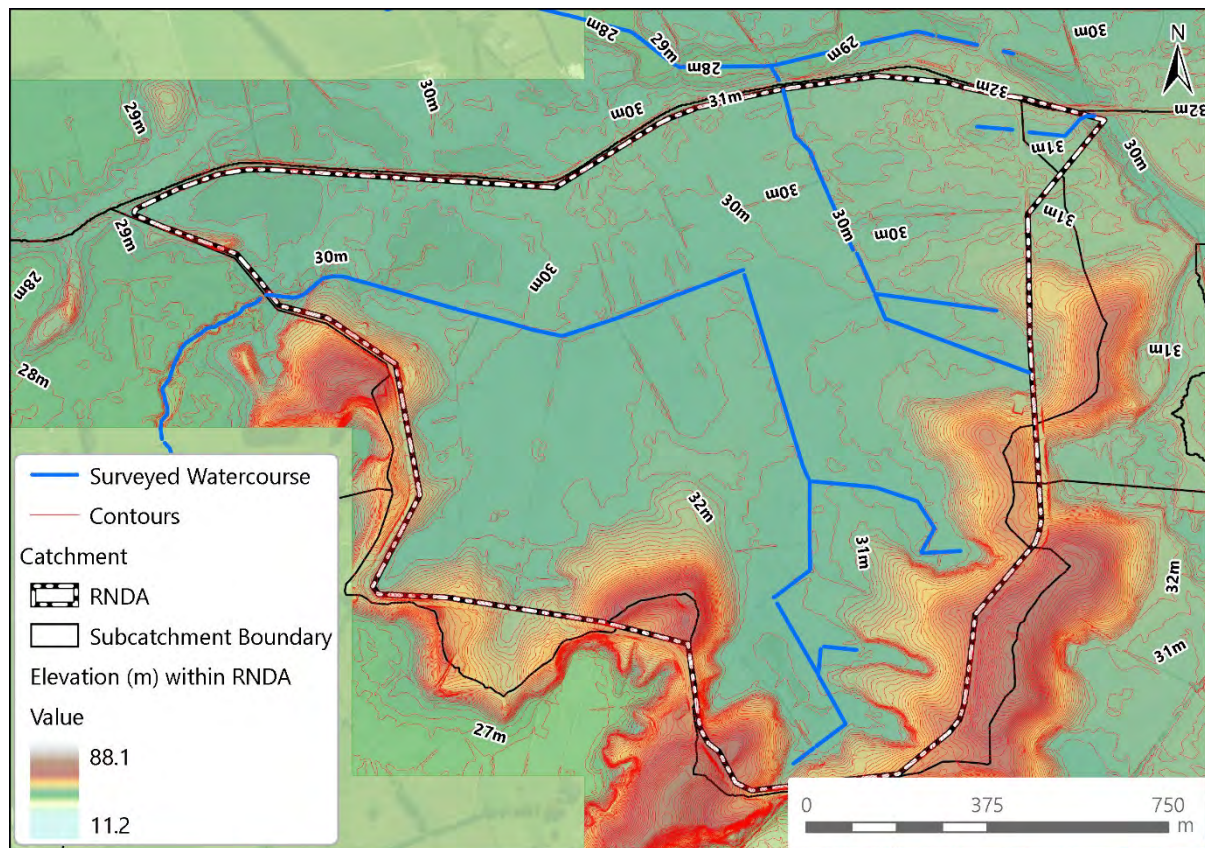 28m
29m
28m
29m
30m
N
30m
30m
31m
32m
32m
29m
31m
30m
30m
30m
31m
29m
30m
30m
30m
28m
30m
31m
28m
32m
31m
32m
31m
27m
Surveyed Watercourse
Contours
Catchment
RNDA
Subcatchment Boundary
Elevation (m) within RNDA
Value
88.1
11.2
0 375 750
m